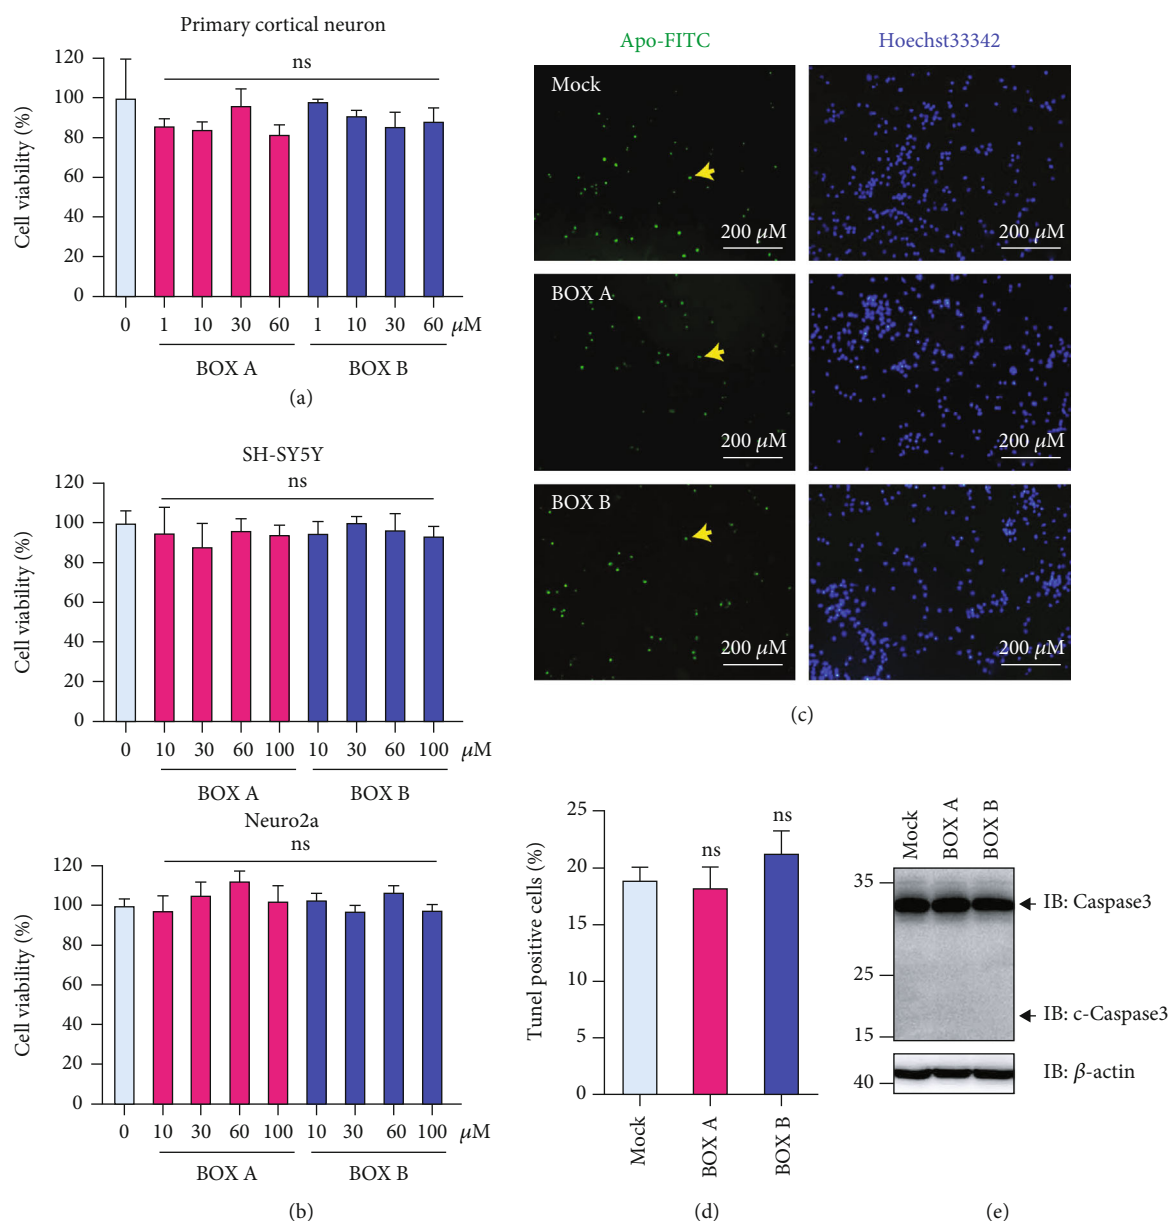 Primary cortical neuron
120
100
80
60
40
20
0
Cell viability (%)
ns
0 1 10 30 60 1 10 30 60 μM
BOX A BOX B
(a)
SH-SY5Y
120
100
80
60
40
20
0
Cell viability (%)
ns
0 10 30 60 100 10 30 60 100 μM
BOX A BOX B
Neuro2a
120
100
80
60
40
20
0
Cell viability (%)
ns
0 10 30 60 100 10 30 60 100 μM
BOX A BOX B
(b)
Apo-FITC Hoechst33342
Mock
200 μM 200 μM
BOX A
200 μM 200 μM
BOX B
200 μM 200 μM
(c)
25
20
15
10
5
0
Tunel positive cells (%)
ns
ns
Mock
BOX A
BOX B
(d)
Mock
BOX A
BOX B
35
IB: Caspase3
25
IB: c-Caspase3
15
IB: β-actin
40
(e)